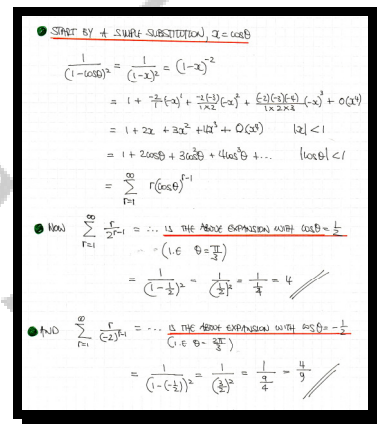 START BY A SIMPLE SUBSTITUTION, x = cosθ
1/(1-cosθ)² = 1/(1-x)² = (1-x)⁻²
= 1 + (-2/1)(-x)¹ + (-2(-3)/(1×2))(-x)² + ((-2)(-3)(-4)/(1×2×3))(-x)³ + O(x⁴)
= 1 + 2x + 3x² + 4x³ + O(x⁴) |x| < 1
= 1 + 2cosθ + 3cos²θ + 4cos³θ + ... |cosθ| < 1
= ∞∑r=1 r(cosθ)^(r-1)
NOW ∞∑r=1 r/2^(r-1) = ... IS THE ABOVE EXPANSION WITH cosθ = 1/2
(i.e θ = π/3)
= 1/(1-1/2)² = 1/(1/2)² = 1/(1/4) = 4
AND ∞∑r=1 r/(-2)^(r-1) = ... IS THE ABOVE EXPANSION WITH cosθ = -1/2
(i.e θ = 2π/3)
= 1/(1-(-1/2))² = 1/(3/2)² = 1/(9/4) = 4/9